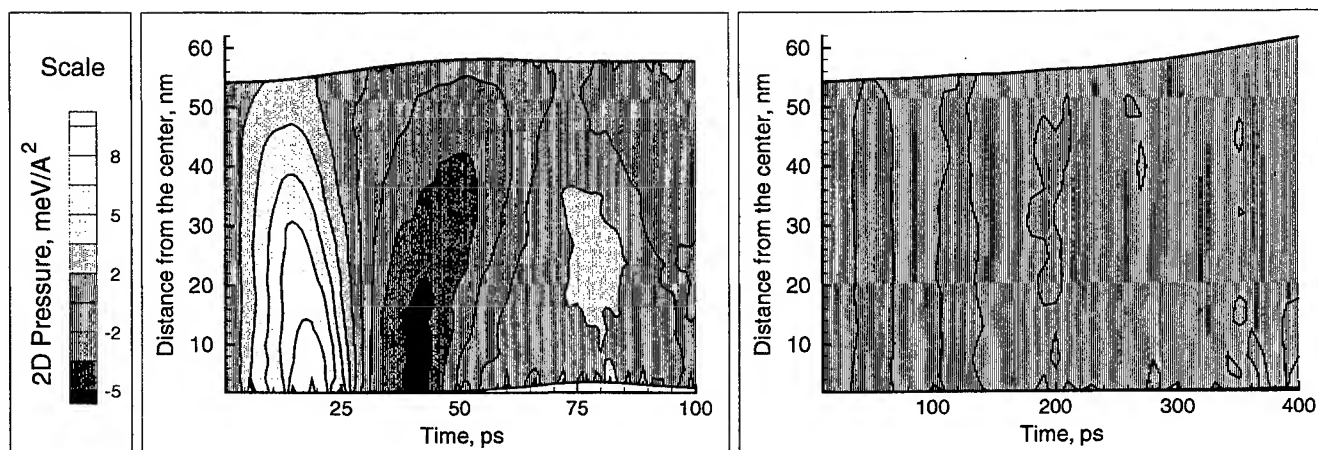 Scale
2D Pressure, meV/A²
8
5
2
-2
-5
Distance from the center, nm
60
50
40
30
20
10
25 50 75 100
Time, ps
Distance from the center, nm
60
50
40
30
20
10
100 200 300 400
Time, ps